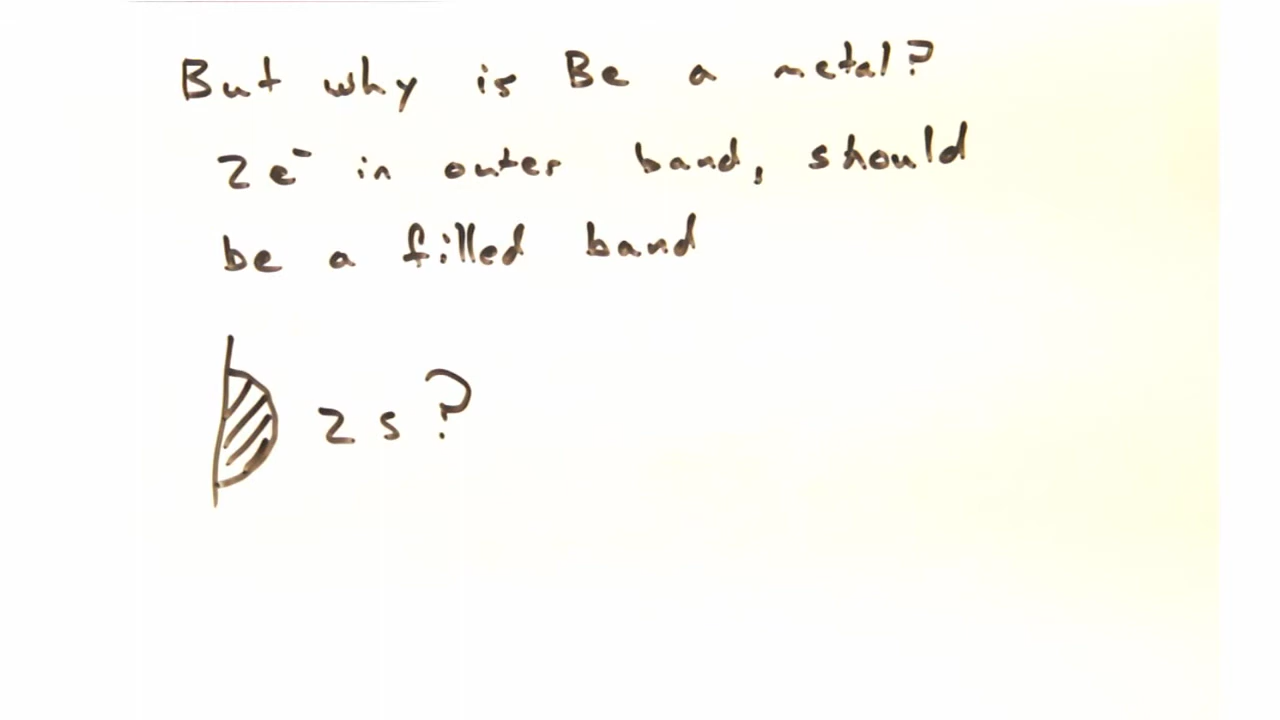 But why is Be a metal?
2e⁻ in outer band, should
be a filled band
2s?